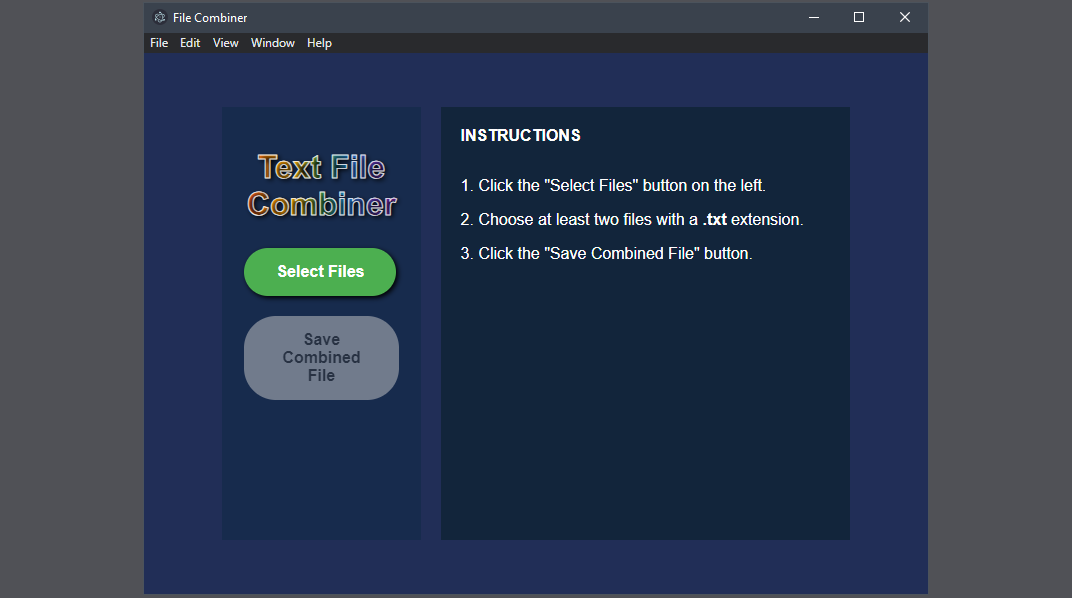 File Combiner
File Edit View Window Help
Text File
Combiner
Select Files
Save
Combined
File
INSTRUCTIONS
1. Click the "Select Files" button on the left.
2. Choose at least two files with a .txt extension.
3. Click the "Save Combined File" button.